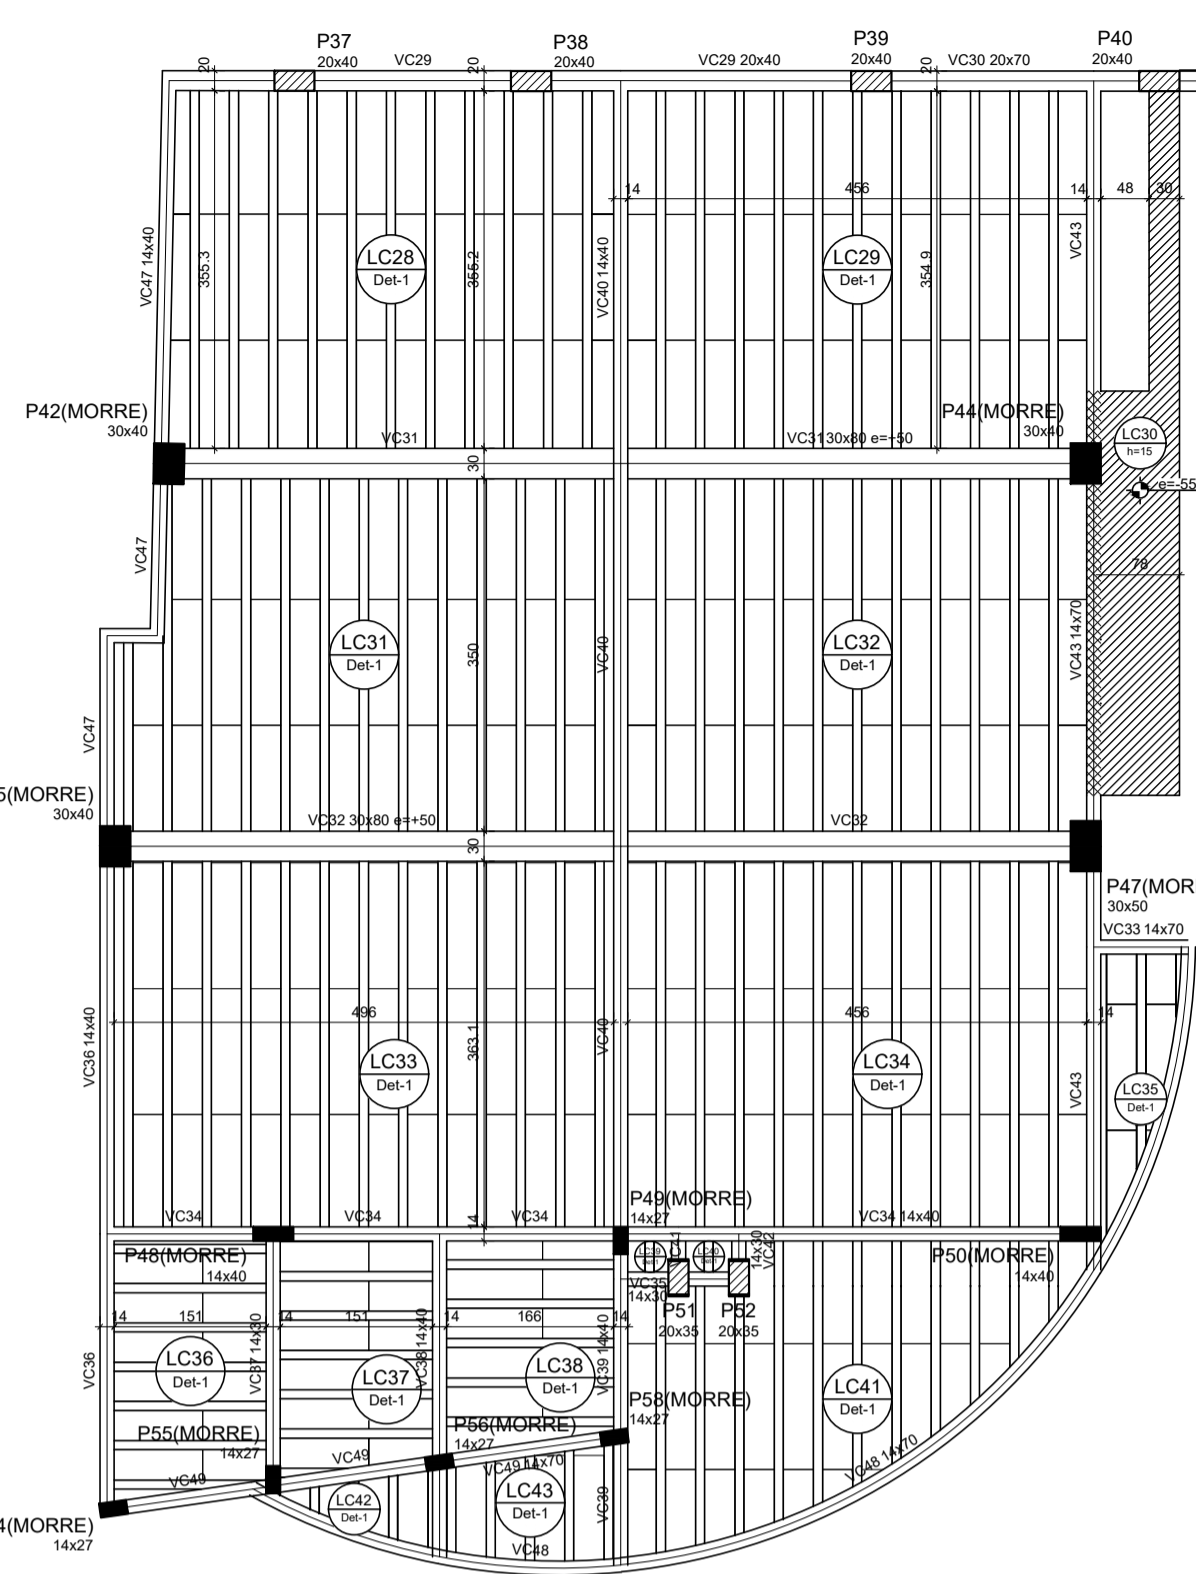 P37
20x40
VC29
P38
20x40
VC29 20x40
P39
20x40
VC30 20x70
P40
20x40
20
20
20
14
456
14
48
30
VC47 14x40
355.3
LC28
Det-1
355.2
VC40 14x40
LC29
Det-1
354.9
VC43
P42(MORRE)
30x40
VC31
VC31 30x80 e=+50
P44(MORRE)
30x40
LC30
h=15
30
e=-55
VC47
78
LC31
Det-1
350
VC40
LC32
Det-1
VC43 14x70
VC47
5(MORRE)
30x40
VC32 30x80 e=+50
VC32
30
P47(MOR
30x50
VC33 14x70
496
456
14
VC36 14x40
363.1
VC40
LC33
Det-1
LC34
Det-1
VC43
LC35
Det-1
P49(MORRE)
14x27
VC34
VC34
VC34
14
VC34 14x40
P48(MORRE)
14x40
LC39
Det-1
VC41
LC40
Det-1
14x30
VC42
P50(MORRE)
14x40
VC35
14x30
P51
20x35
P52
20x35
14
151
14
151
14
166
14
VC36
LC36
Det-1
VC37 14x30
LC37
Det-1
VC38 14x40
LC38
Det-1
VC39 14x40
LC41
Det-1
P58(MORRE)
14x27
P55(MORRE)
14x27
P56(MORRE)
14x27
VC49
VC49
VC49 14x70
VC48 14x70
LC42
Det-1
LC43
Det-1
VC39
4(MORRE)
14x27
VC48